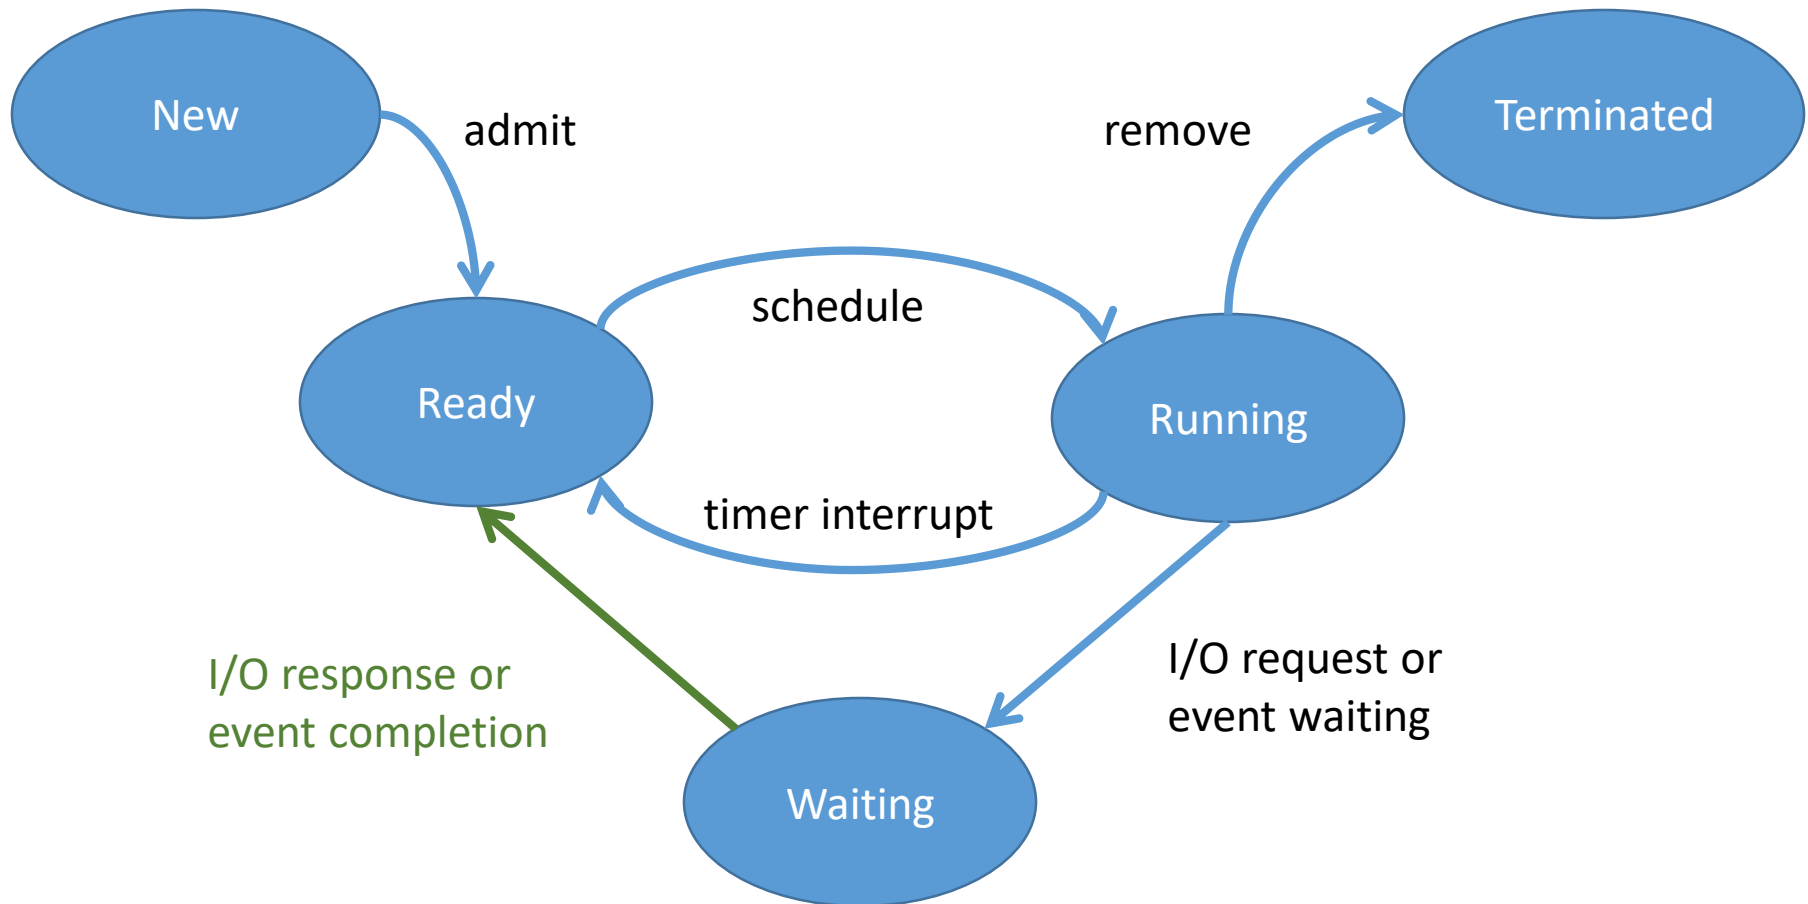 New
admit
remove
Terminated
schedule
Ready
Running
timer interrupt
I/O response or
event completion
I/O request or
event waiting
Waiting